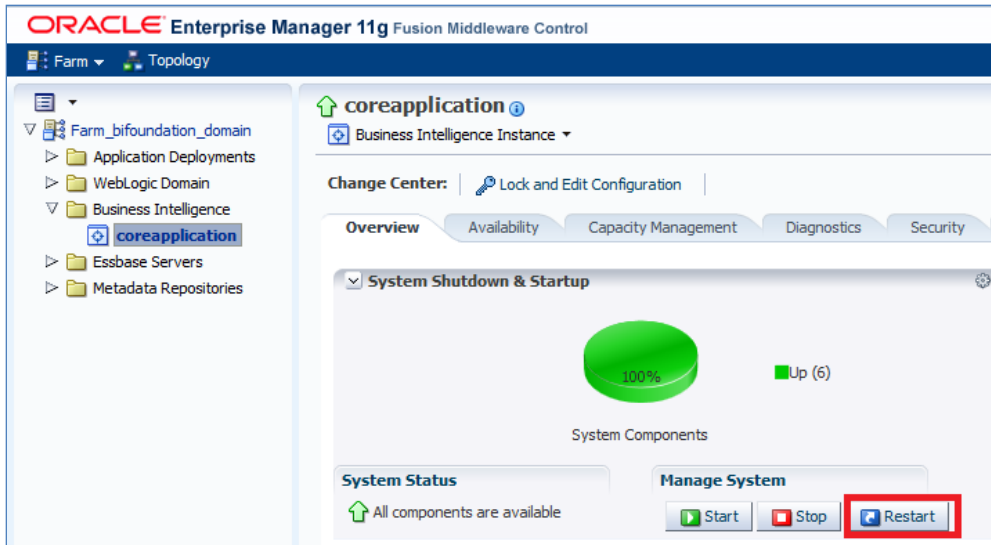 ORACLE Enterprise Manager 11g Fusion Middleware Control
Farm Topology
Farm_bifoundation_domain
Application Deployments
WebLogic Domain
Business Intelligence
coreapplication
Essbase Servers
Metadata Repositories
coreapplication
Business Intelligence Instance
Change Center: Lock and Edit Configuration
Overview Availability Capacity Management Diagnostics Security
System Shutdown & Startup
100%
Up (6)
System Components
System Status
All components are available
Manage System
Start Stop Restart